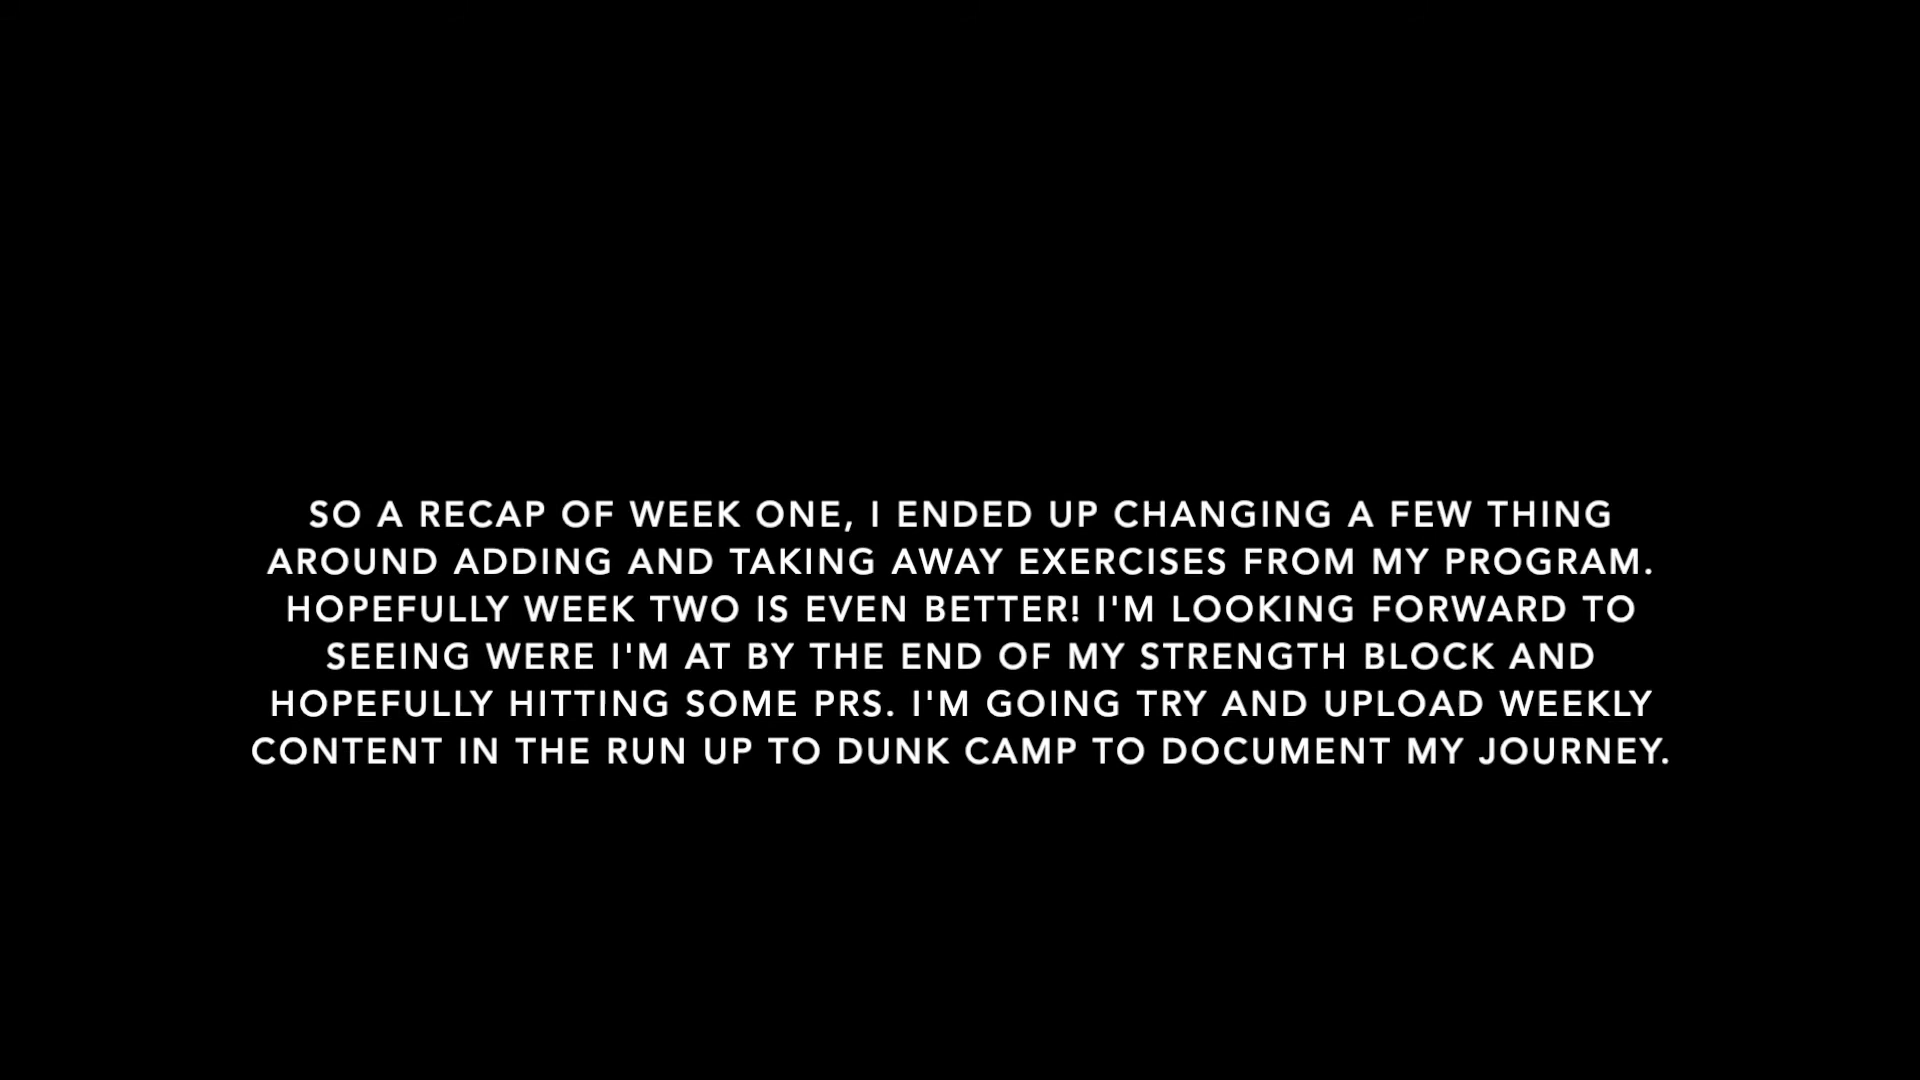 SO A RECAP OF WEEK ONE, I ENDED UP CHANGING A FEW THING
AROUND ADDING AND TAKING AWAY EXERCISES FROM MY PROGRAM.
HOPEFULLY WEEK TWO IS EVEN BETTER! I'M LOOKING FORWARD TO
SEEING WERE I'M AT BY THE END OF MY STRENGTH BLOCK AND
HOPEFULLY HITTING SOME PRS. I'M GOING TRY AND UPLOAD WEEKLY
CONTENT IN THE RUN UP TO DUNK CAMP TO DOCUMENT MY JOURNEY.